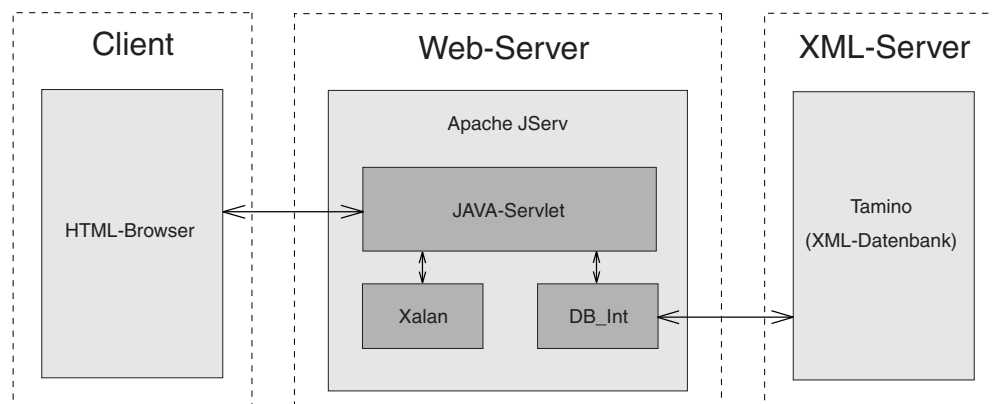 Client
HTML-Browser
Web-Server
Apache JServ
JAVA-Servlet
Xalan
DB_Int
XML-Server
Tamino
(XML-Datenbank)